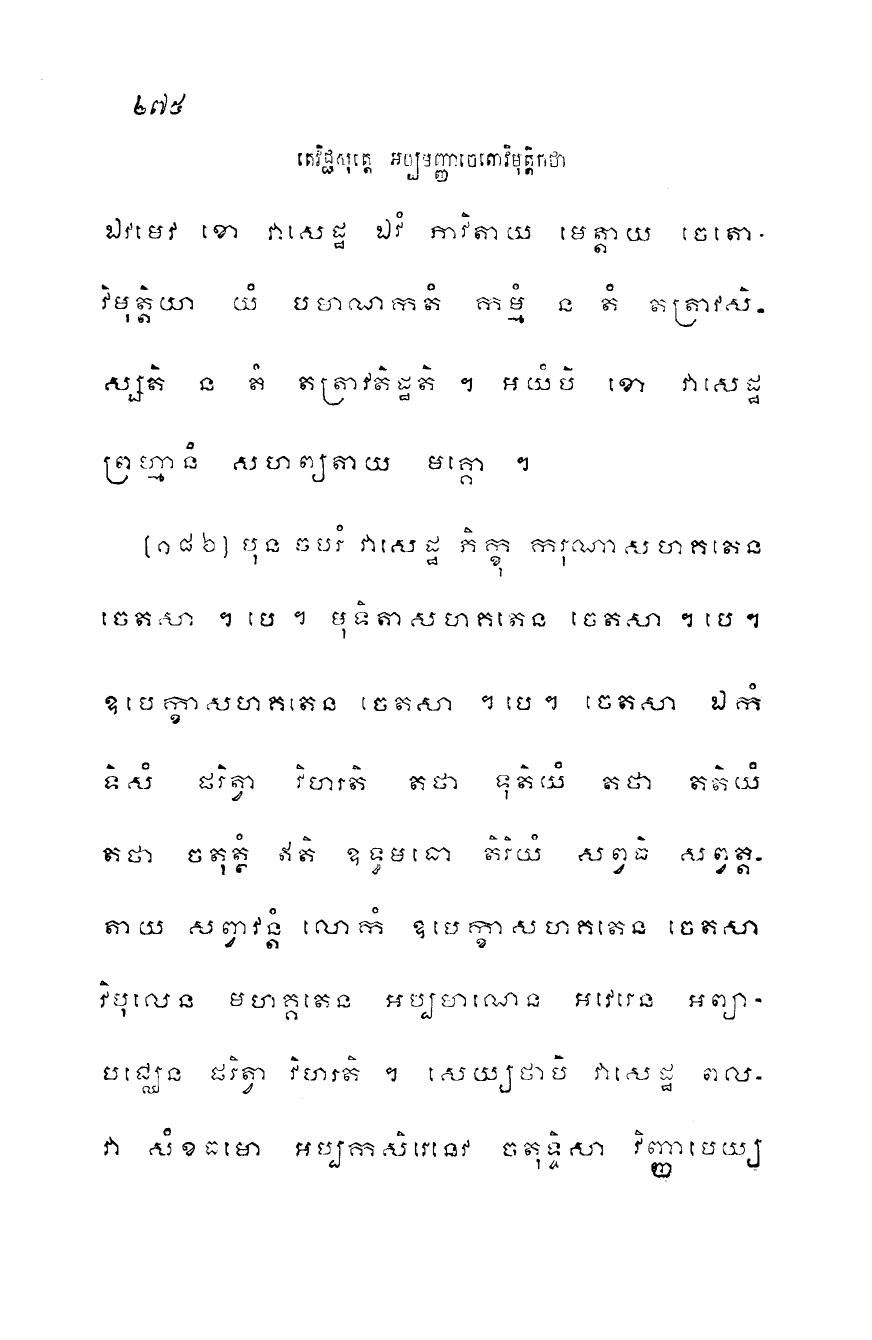 ២៧៥
តេវិជ្ជសុត្តេ អប្បមញ្ញាចេតោវិមុត្តិកថា
ឯវមេវ ខោ វាសេដ្ឋ ឯវំ ភាវិតាយ មេត្តាយ ចេតោ-
វិមុត្តិយា យំ បមាណកតំ កម្មំ ន តំ តត្រាវសិ-
ស្សតិ ន តំ តត្រាវតិដ្ឋតិ ។ អយំបិ ខោ វាសេដ្ឋ
ព្រហ្មានំ សហព្យតាយ មគ្គោ ។
[១៨៦] បុន ចបរំ វាសេដ្ឋ ភិក្ខុ ករុណាសហគតេន
ចេតសា ។ បេ ។ មុទិតាសហគតេន ចេតសា ។ បេ ។
ឧបេក្ខាសហគតេន ចេតសា ។ បេ ។ ចេតសា ឯកំ
ទិសំ ផរិត្វា វិហរតិ តថា ទុតិយំ តថា តតិយំ
តថា ចតុត្ថំ ឥតិ ឧទ្ធមធោ តិរិយំ សព្វធិ សព្វត្ត-
តាយ សព្វាវន្តំ លោកំ ឧបេក្ខាសហគតេន ចេតសា
វិបុលេន មហគ្គតេន អប្បមាណេន អវេរេន អព្យា-
បជ្ឈេន ផរិត្វា វិហរតិ ។ សេយ្យថាបិ វាសេដ្ឋ ពល-
វា សំខធមោ អប្បកសិរេនេវ ចតុទ្ទិសា វិញ្ញាបេយ្យ